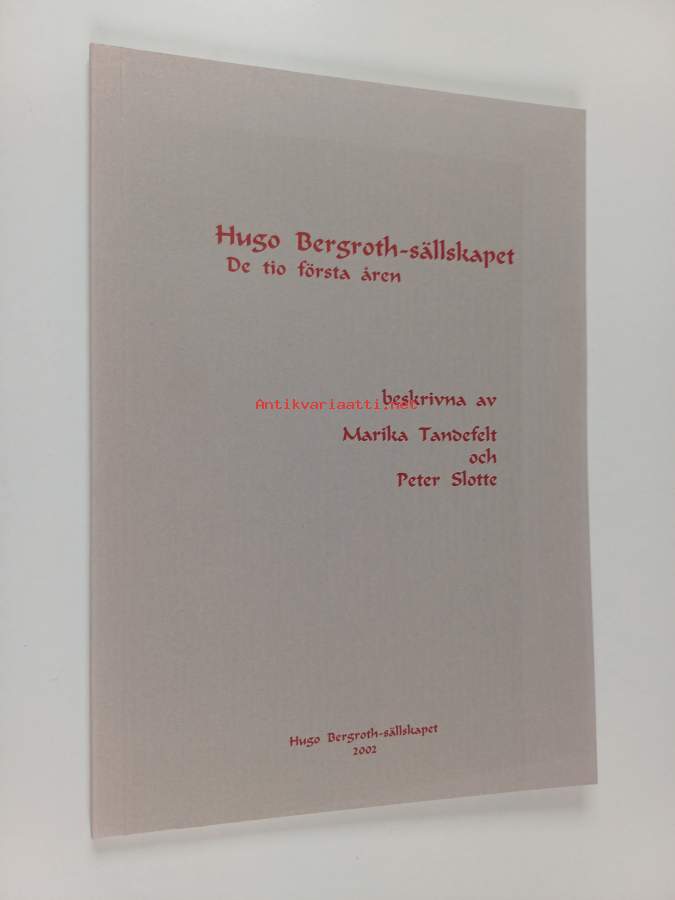 Hugo Bergroth-sällskapet
De tio första åren
beskrivna av
Antikvariaatti.net
Marika Tandefelt
och
Peter Slotte
Hugo Bergroth-sällskapet
2002